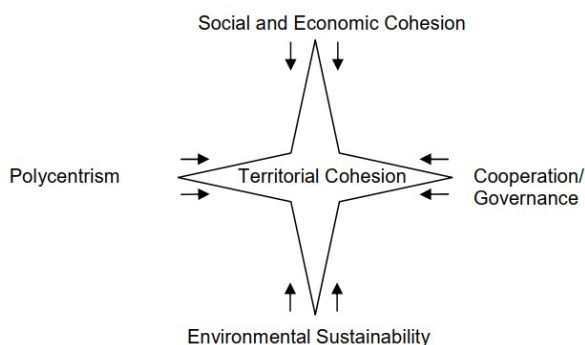 Social and Economic Cohesion
Polycentrism
Territorial Cohesion
Cooperation/
Governance
Environmental Sustainability